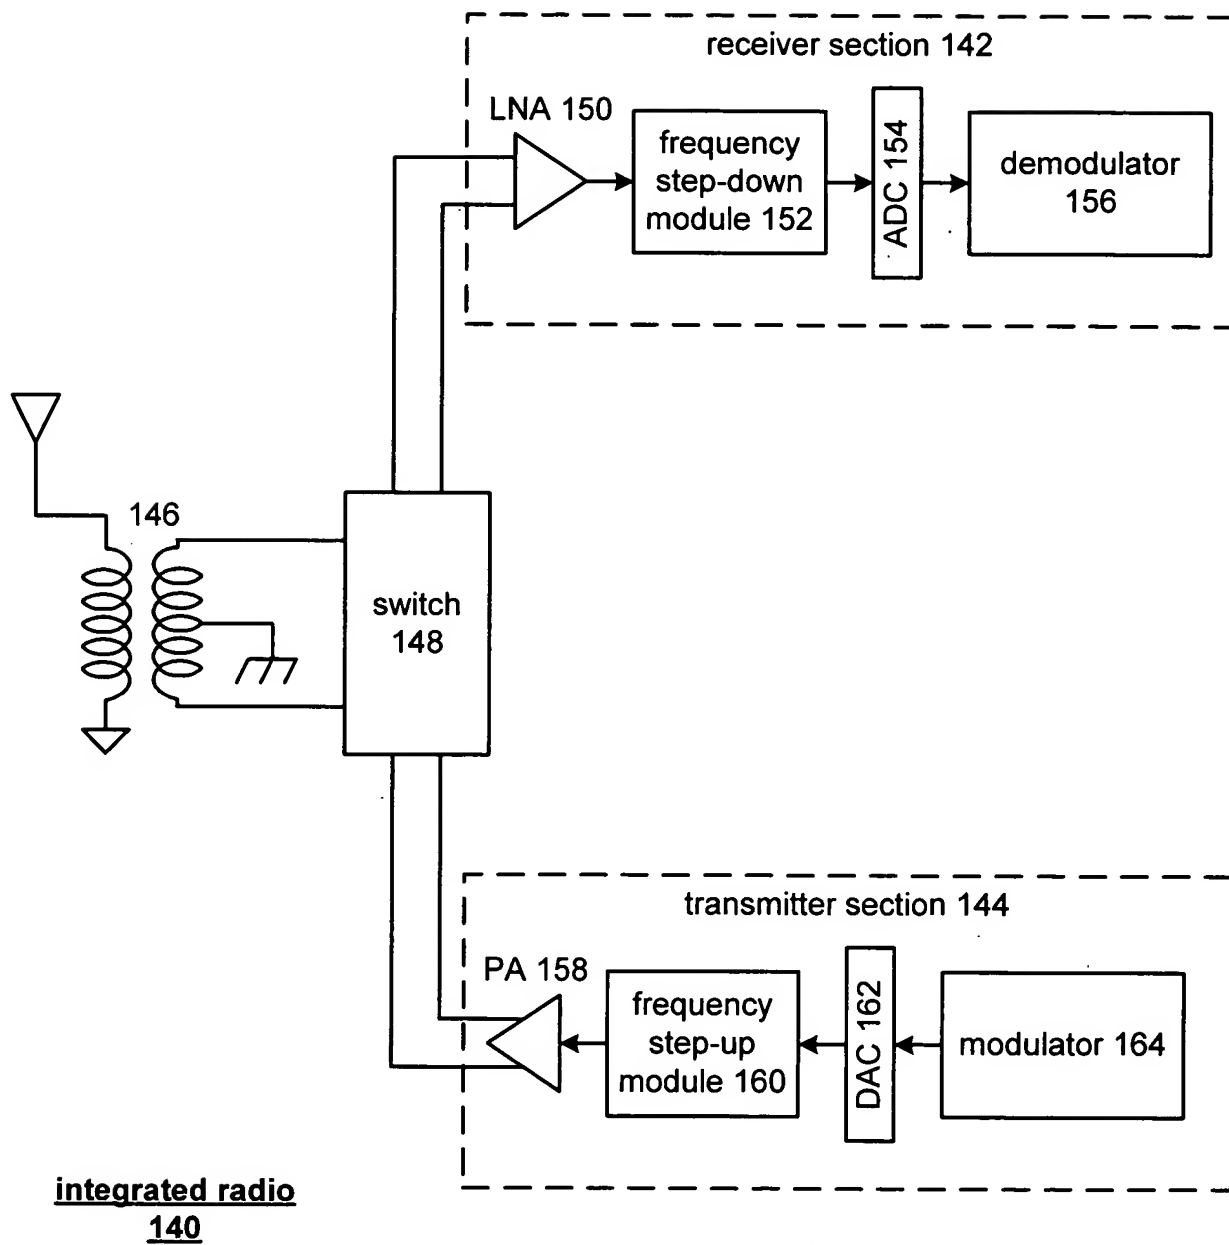 receiver section 142
LNA 150
frequency
step-down
module 152
ADC 154
demodulator
156
146
switch
148
transmitter section 144
PA 158
frequency
step-up
module 160
DAC 162
modulator 164
integrated radio
140